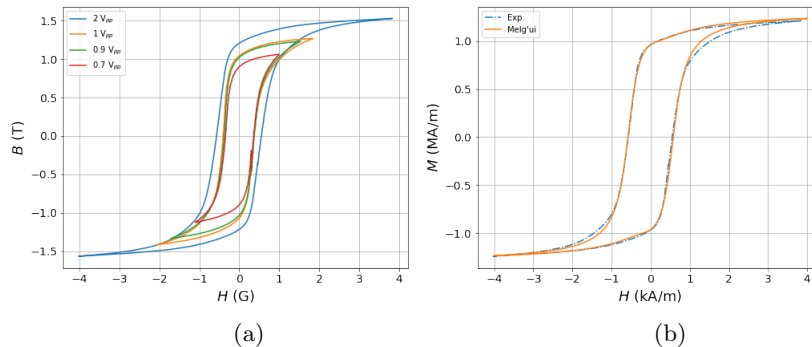 2 Vpp
1 Vpp
0.9 Vpp
0.7 Vpp
1.5
1.0
0.5
0.0
−0.5
−1.0
−1.5
B (T)
−4 −3 −2 −1 0 1 2 3 4
H (G)
(a)
Exp.
Melg'ui
1.0
0.5
0.0
−0.5
−1.0
M (MA/m)
−4 −3 −2 −1 0 1 2 3 4
H (kA/m)
(b)